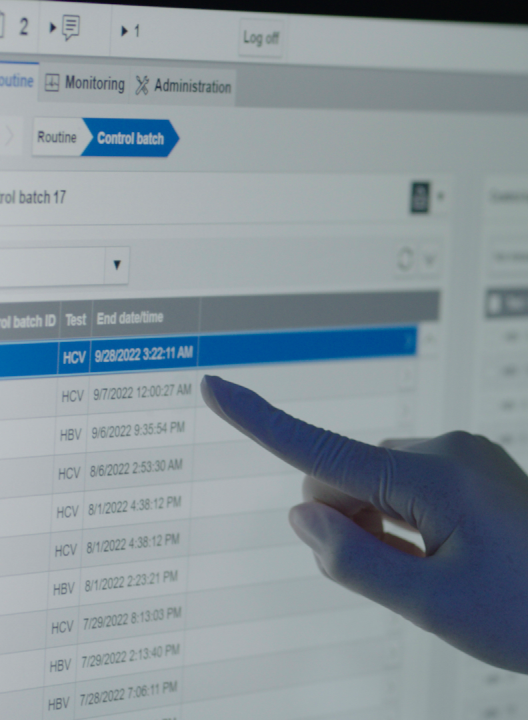 2 1 Log off
outine Monitoring Administration
Routine Control batch
rol batch 17
ol batch ID Test End date/time
HCV 9/28/2022 3:22:11 AM
HCV 9/7/2022 12:00:27 AM
HBV 9/6/2022 9:35:54 PM
HCV 8/6/2022 2:53:30 AM
HCV 8/1/2022 4:38:12 PM
HCV 8/1/2022 4:38:12 PM
HBV 8/1/2022 2:23:21 PM
HCV 7/29/2022 8:13:03 PM
HBV 7/29/2022 2:13:40 PM
HBV 7/28/2022 7:06:11 PM